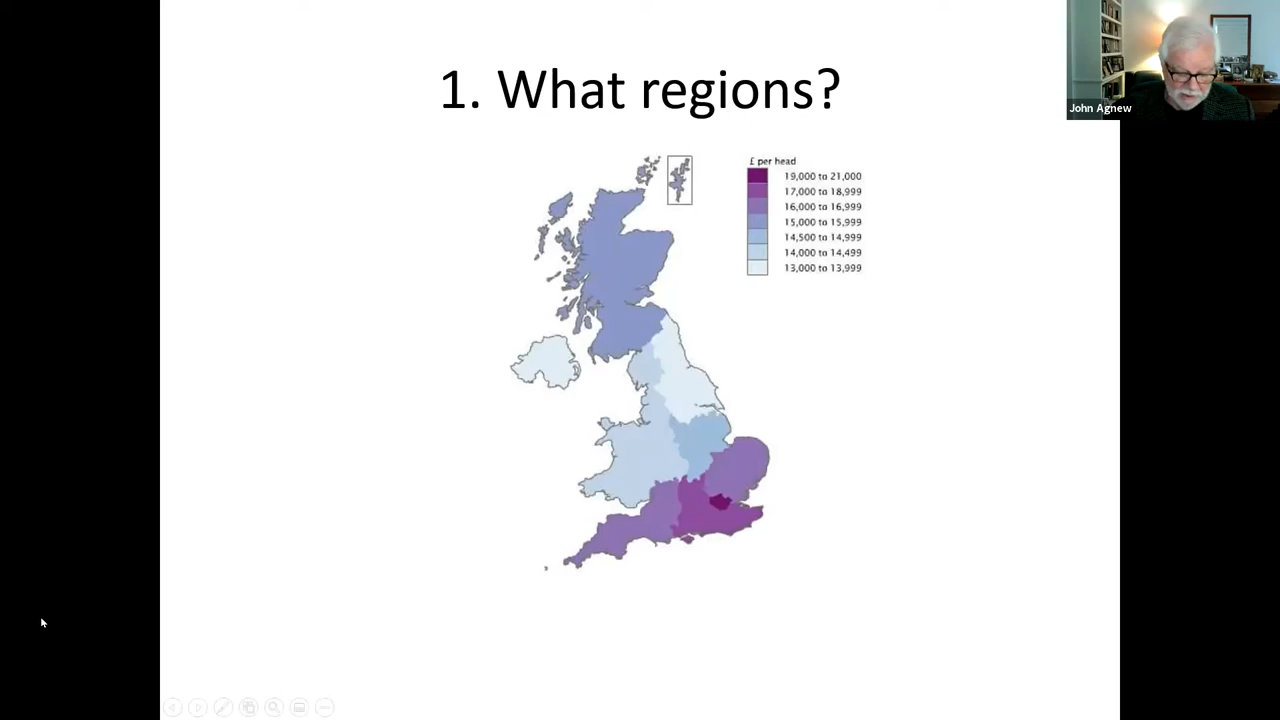 1. What regions?
John Agnew
£ per head
19,000 to 21,000
17,000 to 18,999
16,000 to 16,999
15,000 to 15,999
14,500 to 14,999
14,000 to 14,499
13,000 to 13,999